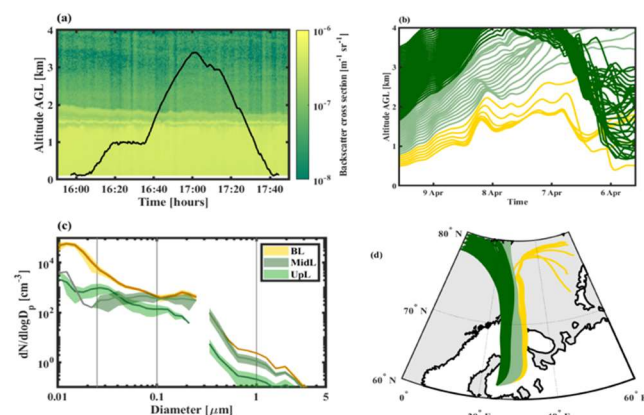 (a)
4
3
2
1
0
Altitude AGL [km]
16:00 16:20 16:40 17:00 17:20 17:40
Time [hours]
10-6
10-7
10-8
Backscatter cross section [m-1 sr-1]
(b)
4
3
2
1
0
Altitude AGL [km]
9 Apr 8 Apr 7 Apr 6 Apr
Time
(c)
BL
MidL
UpL
104
102
100
dN/dlogDp [cm-3]
0.01 0.1 1 5
Diameter [μm]
(d)
80° N
70° N
60° N
0° 20° E 40° E 60° E